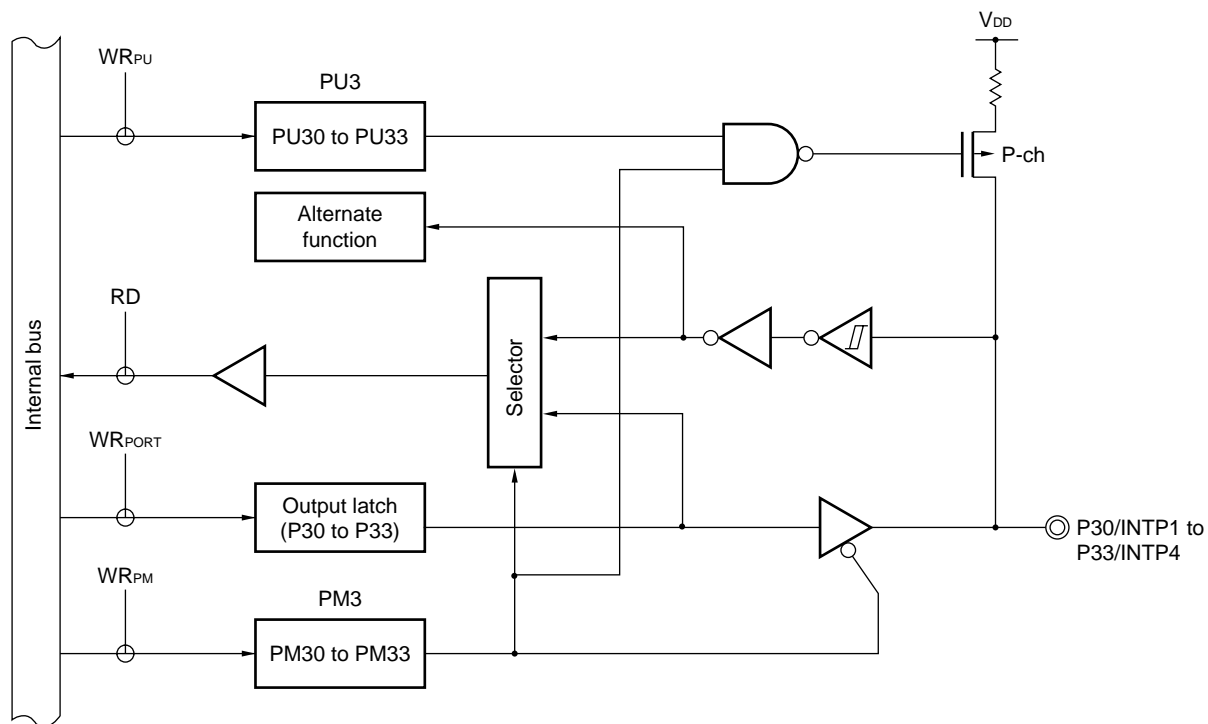 VDD
WRPU
PU3
PU30 to PU33
P-ch
Alternate
function
RD
Internal bus
Selector
WRPORT
Output latch
(P30 to P33)
P30/INTP1 to
P33/INTP4
WRPM
PM3
PM30 to PM33